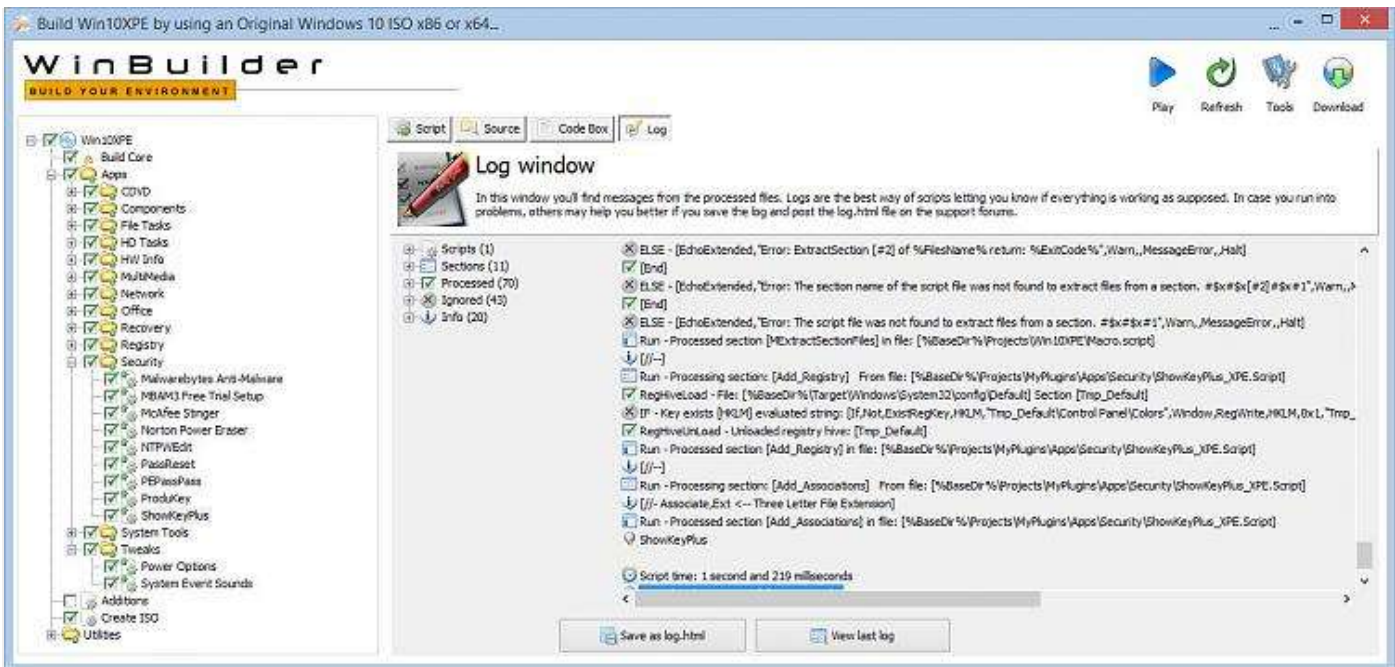 Build Win10XPE by using an Original Windows 10 ISO x86 or x64...
WinBuilder
BUILD YOUR ENVIRONMENT
Play
Refresh
Tools
Download
Win10XPE
Build Core
Apps
CDVD
Components
File Tasks
HD Tasks
HW Info
MultiMedia
Network
Office
Recovery
Registry
Security
Malwarebytes Anti-Malware
MBAM3 Free Trial Setup
McAfee Stinger
Norton Power Eraser
NTPWEdit
PassReset
PEPassPass
ProduKey
ShowKeyPlus
System Tools
Tweaks
Power Options
System Event Sounds
Additions
Create ISO
Utilities
Script
Source
Code Box
Log
Log window
In this window you'll find messages from the processed files. Logs are the best way of scripts letting you know if everything is working as supposed. In case you run into
problems, others may help you better if you save the log and post the log.html file on the support forums.
Scripts (1)
Sections (11)
Processed (70)
Ignored (43)
Info (20)
ELSE - [EchoExtended,"Error: ExtractSection [#2] of %FilesName% return: %ExitCode%",Warn,,MessageError,,Halt]
[End]
ELSE - [EchoExtended,"Error: The section name of the script file was not found to extract files from a section. #$x#$x[#2]#$x#1",Warn,,
[End]
ELSE - [EchoExtended,"Error: The script file was not found to extract files from a section. #$x#$x#1",Warn,,MessageError,,Halt]
Run - Processed section [MExtractSectionFiles] in file: [%BaseDir%\Projects\Win10XPE\Macro.script]
[//--]
Run - Processing section: [Add_Registry] From file: [%BaseDir%\Projects\MyPlugins\Apps\Security\ShowKeyPlus_XPE.Script]
RegHiveLoad - File: [%BaseDir%\Target\Windows\System32\config\Default] Section [Tmp_Default]
IF - Key exists [HKLM] evaluated string: [If,Not,ExistRegKey,HKLM,"Tmp_Default\Control Panel\Colors",Window,RegWrite,HKLM,0x1,"Tmp_
RegHiveUnLoad - Unloaded registry hive: [Tmp_Default]
Run - Processed section [Add_Registry] in file: [%BaseDir%\Projects\MyPlugins\Apps\Security\ShowKeyPlus_XPE.Script]
[//--]
Run - Processing section: [Add_Associations] From file: [%BaseDir%\Projects\MyPlugins\Apps\Security\ShowKeyPlus_XPE.Script]
[//- Associate,Ext <-- Three Letter File Extension]
Run - Processed section [Add_Associations] in file: [%BaseDir%\Projects\MyPlugins\Apps\Security\ShowKeyPlus_XPE.Script]
ShowKeyPlus
Script time: 1 second and 219 miliseconds
Save as log.html
View last log